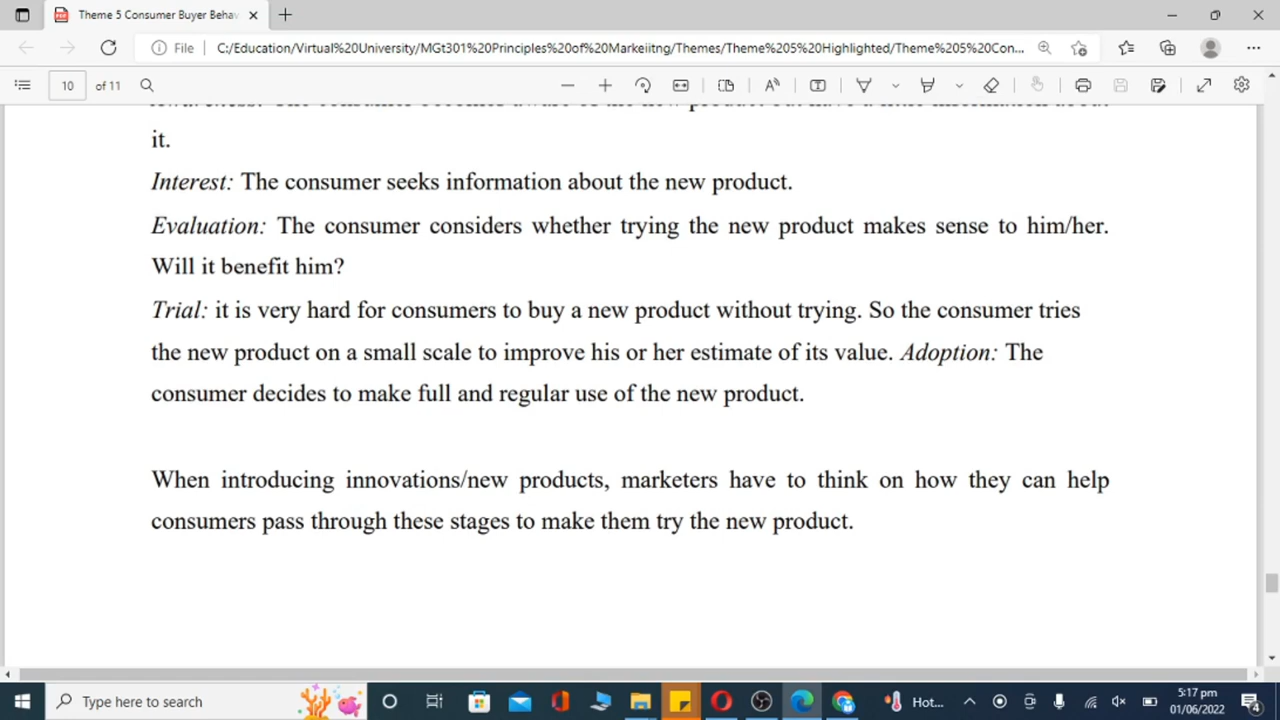 Theme 5 Consumer Buyer Behav
File
C:/Education/Virtual%20University/MGt301%20Principles%20of%20Markeiitng/Themes/Theme%205%20Highlighted/Theme%205%20Con...
10 of 11
it.
Interest: The consumer seeks information about the new product.
Evaluation: The consumer considers whether trying the new product makes sense to him/her.
Will it benefit him?
Trial: it is very hard for consumers to buy a new product without trying. So the consumer tries
the new product on a small scale to improve his or her estimate of its value. Adoption: The
consumer decides to make full and regular use of the new product.
When introducing innovations/new products, marketers have to think on how they can help
consumers pass through these stages to make them try the new product.
Type here to search
Hot...
5:17 pm
01/06/2022
4